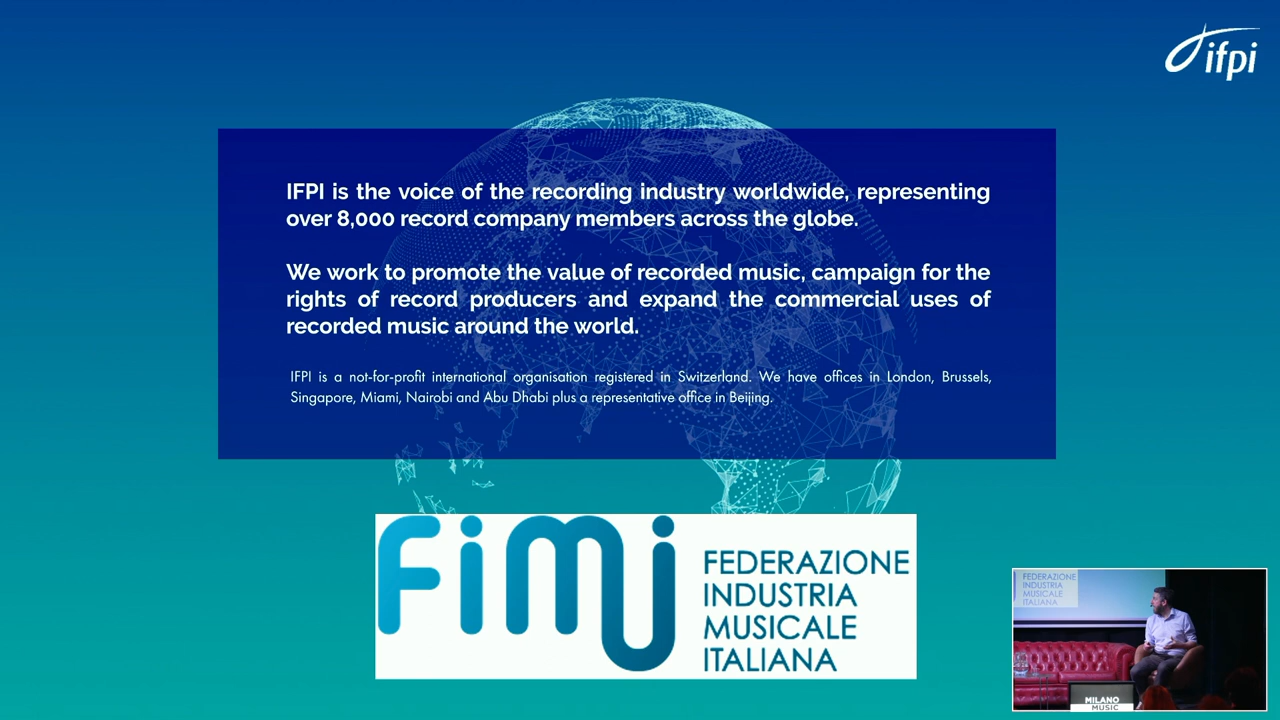 ifpi
IFPI is the voice of the recording industry worldwide, representing
over 8,000 record company members across the globe.
We work to promote the value of recorded music, campaign for the
rights of record producers and expand the commercial uses of
recorded music around the world.
IFPI is a not-for-profit international organisation registered in Switzerland. We have offices in London, Brussels,
Singapore, Miami, Nairobi and Abu Dhabi plus a representative office in Beijing.
FiMi
FEDERAZIONE
INDUSTRIA
MUSICALE
ITALIANA
FEDERAZIONE
INDUSTRIA
MUSICALE
ITALIANA
MILANO
MUSIC